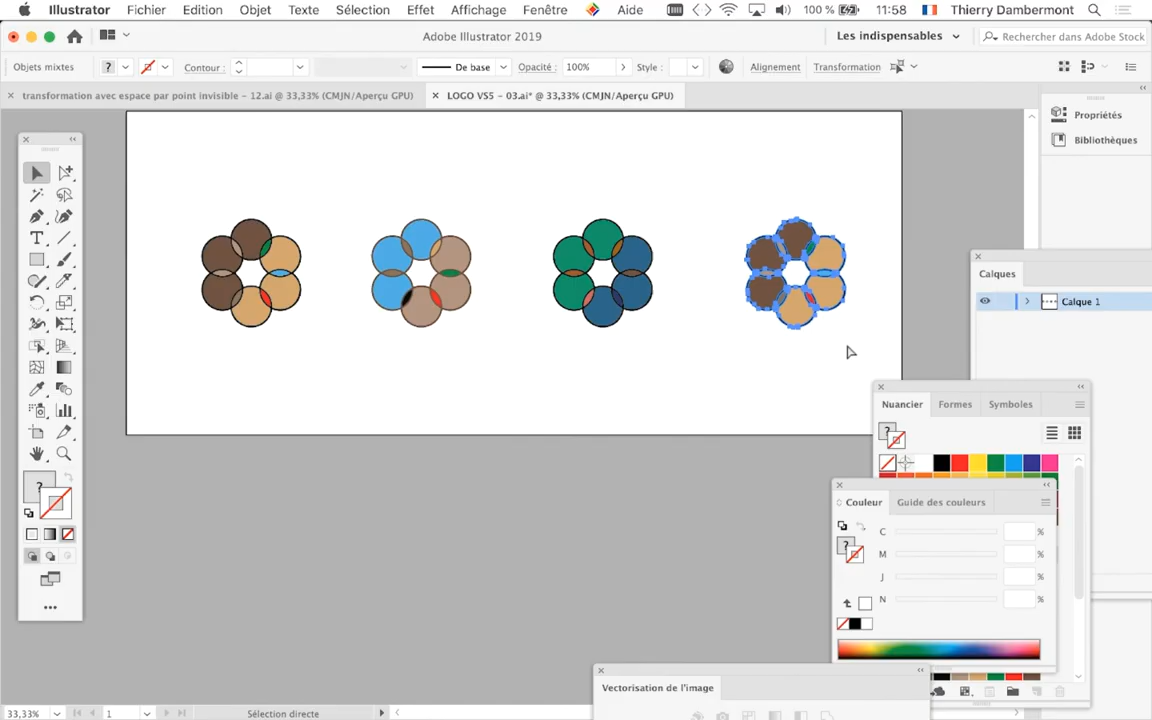 Illustrator Fichier Edition Objet Texte Sélection Effet Affichage Fenêtre Aide 100 % 11:58 Thierry Dambermont
Adobe Illustrator 2019 Les indispensables Rechercher dans Adobe Stock
Objets mixtes ? Contour : De base Opacité : 100% Style : Alignement Transformation
transformation avec espace par point invisible – 12.ai @ 33,33% (CMJN/Aperçu GPU) LOGO VS5 – 03.ai* @ 33,33% (CMJN/Aperçu GPU)
Propriétés
Bibliothèques
Calques
Calque 1
Nuancier Formes Symboles
?
Couleur Guide des couleurs
C %
? M %
J %
N %
?
Vectorisation de l'image
33,33% 1 Sélection directe